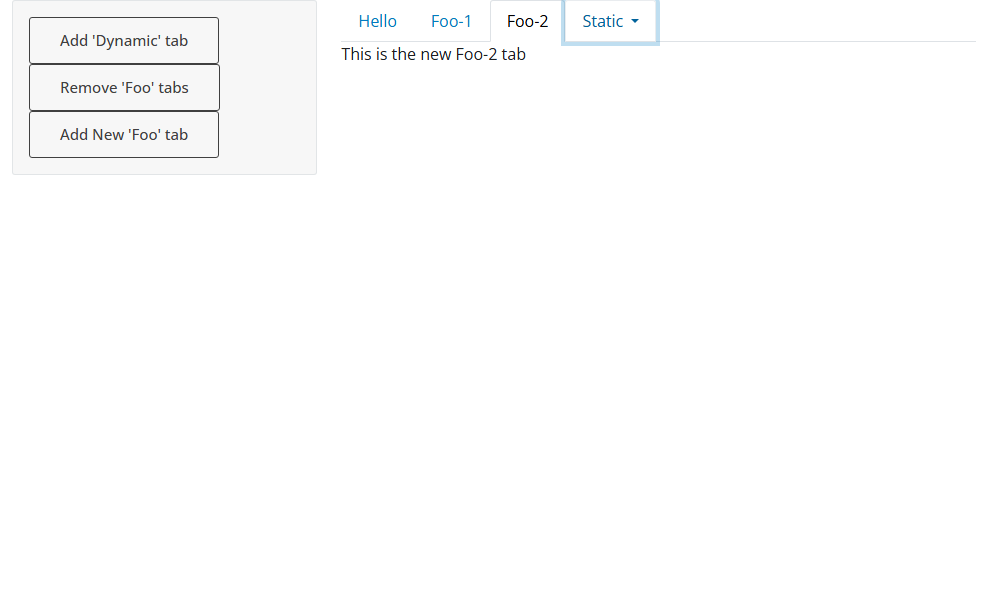 Add 'Dynamic' tab
Remove 'Foo' tabs
Add New 'Foo' tab
Hello Foo-1 Foo-2 Static
This is the new Foo-2 tab